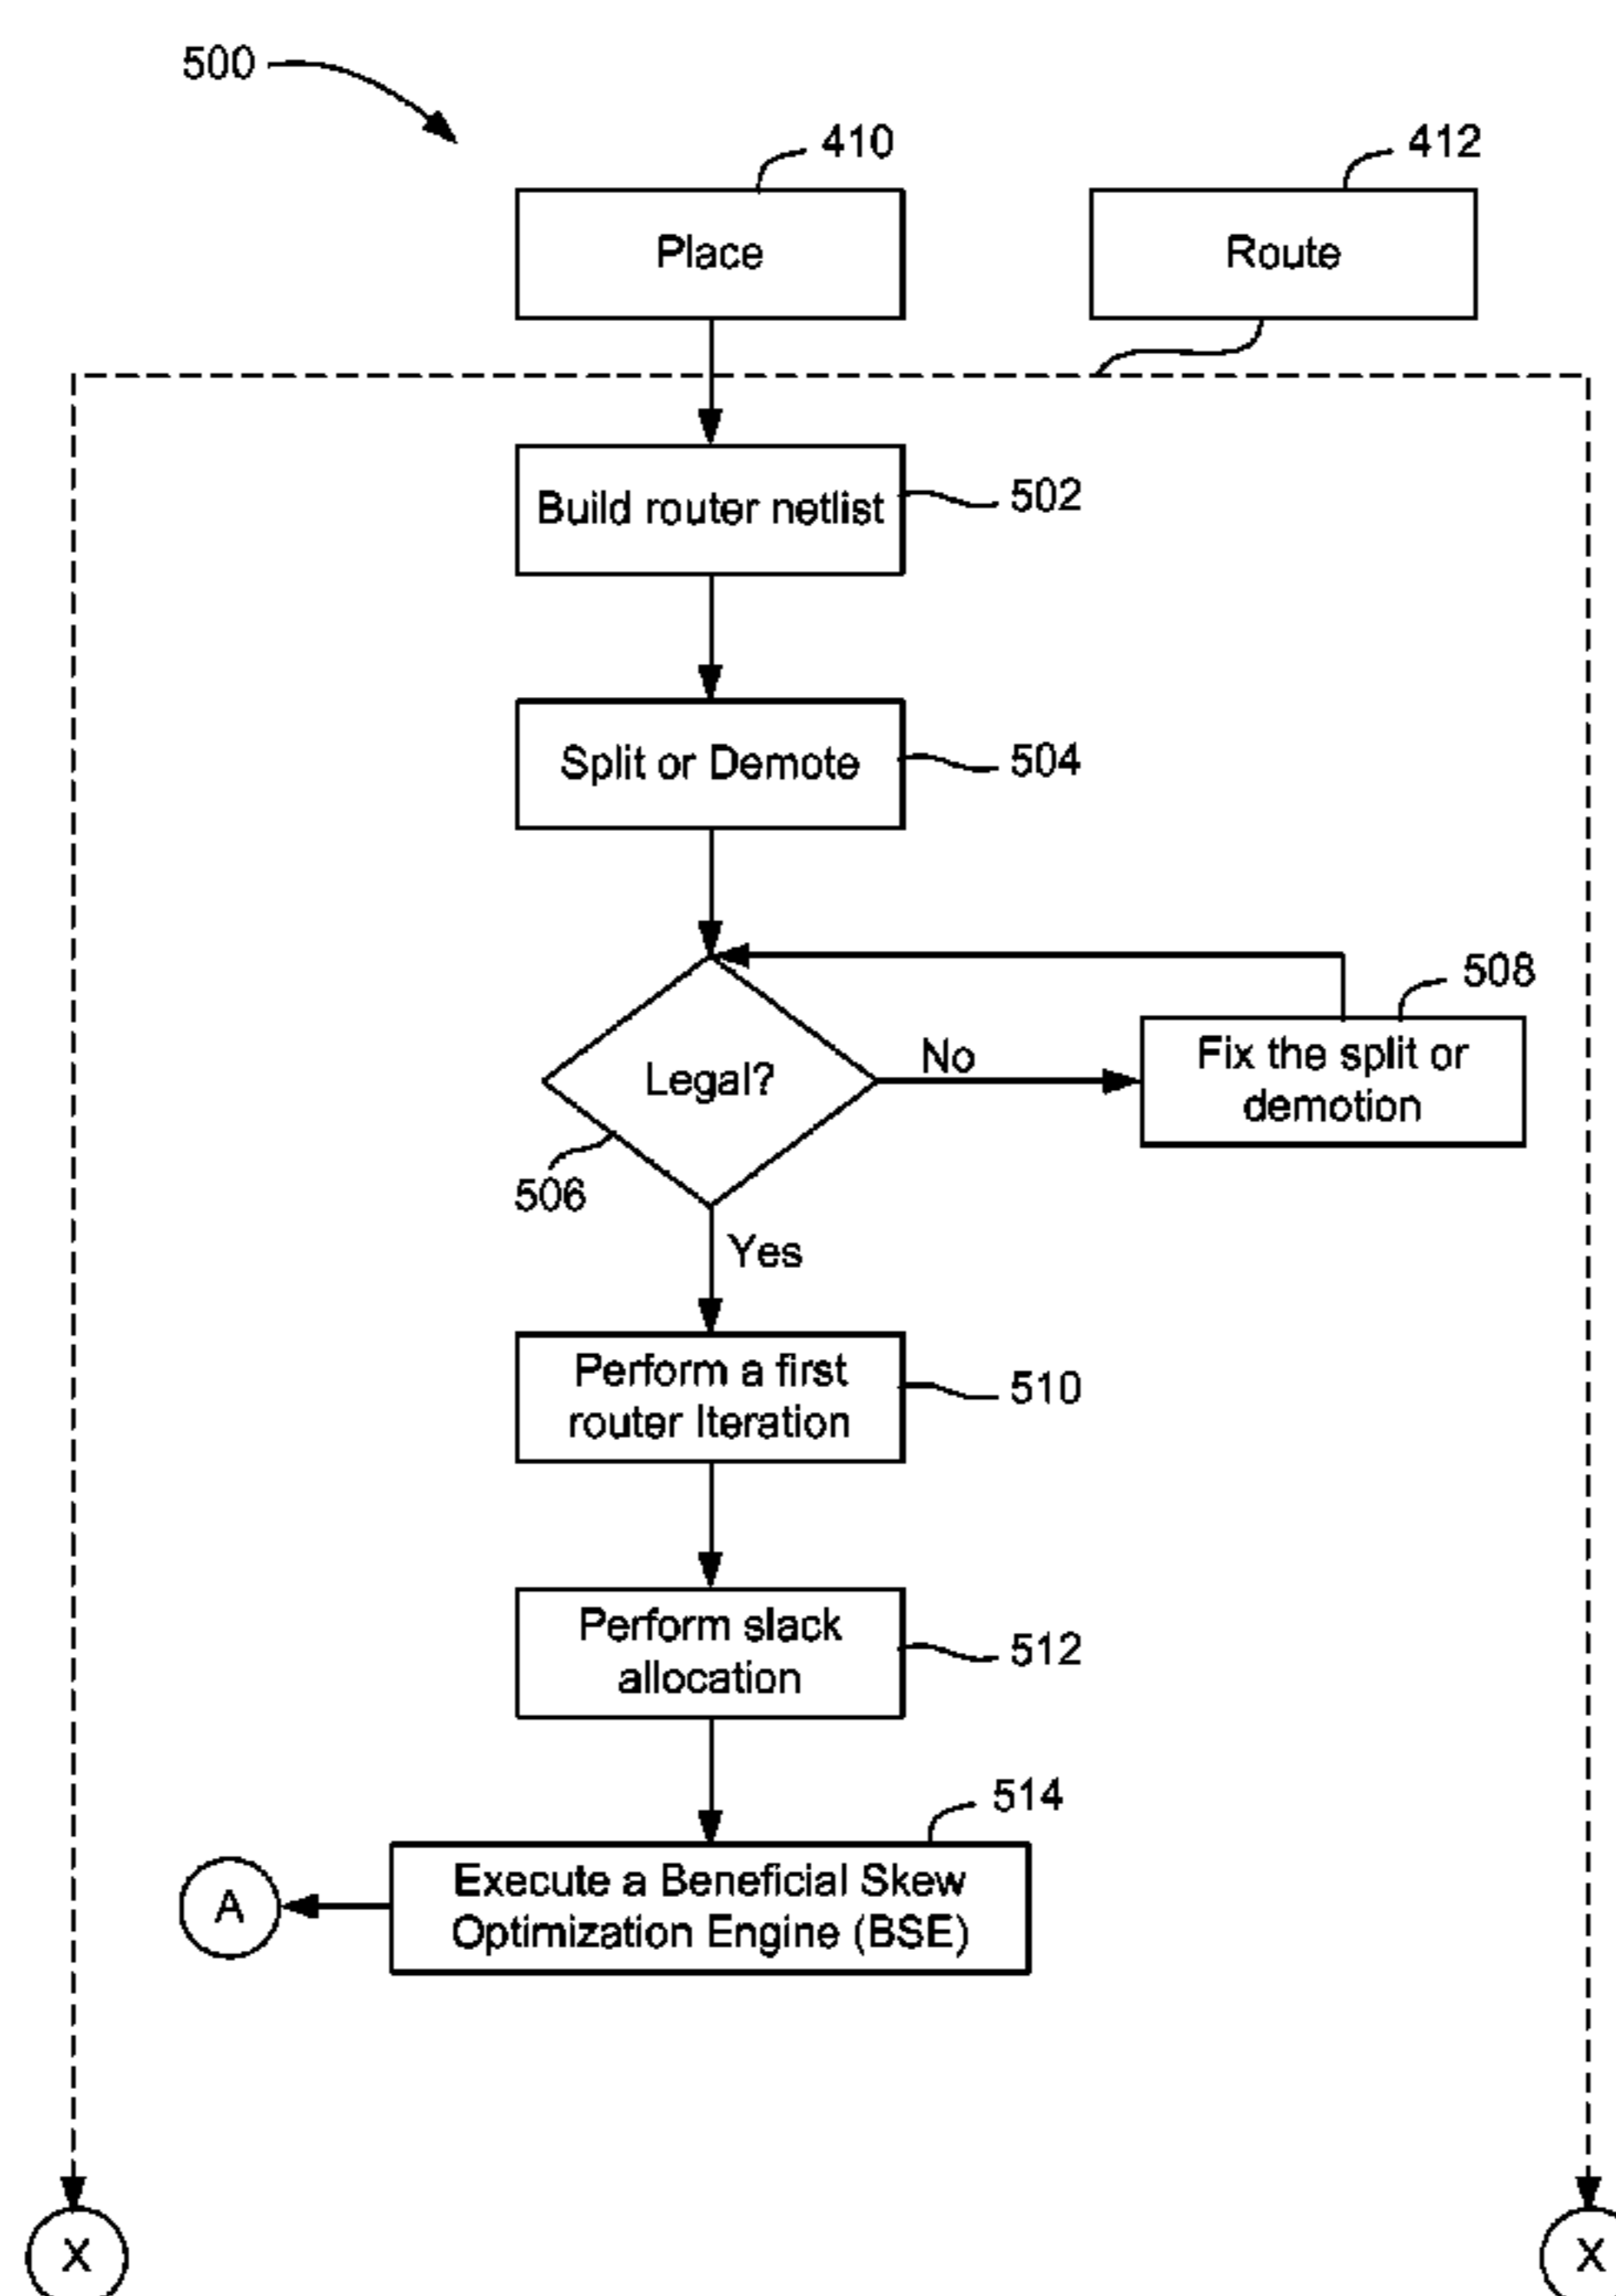 500
410
412
Place
Route
Build router netlist
502
Split or Demote
504
508
Legal?
No
Fix the split or
demotion
506
Yes
Perform a first
router Iteration
510
Perform slack
allocation
512
514
Execute a Beneficial Skew
Optimization Engine (BSE)
A
X
X